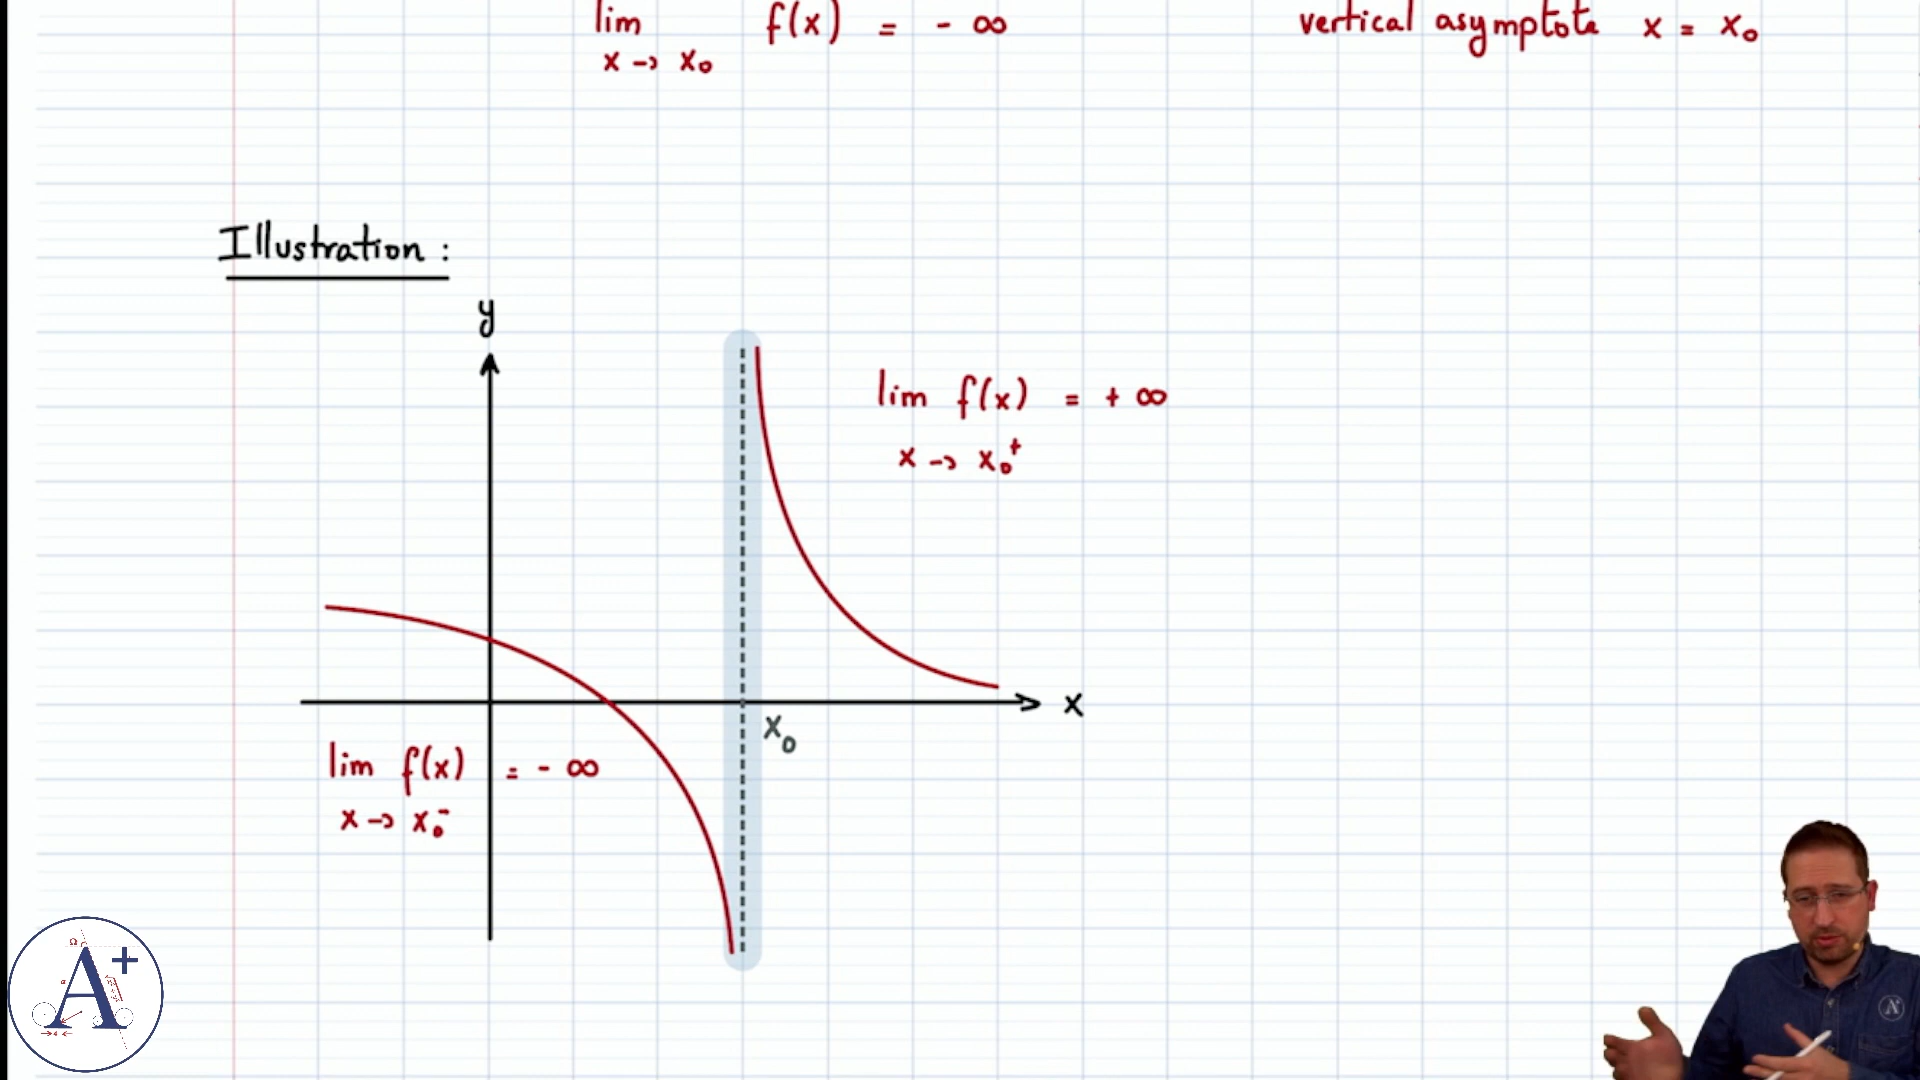 lim f(x) = - ∞
x → x₀
vertical asymptote x = x₀
Illustration :
y
lim f(x) = + ∞
x → x₀⁺
x
x₀
lim f(x) = - ∞
x → x₀⁻
A+